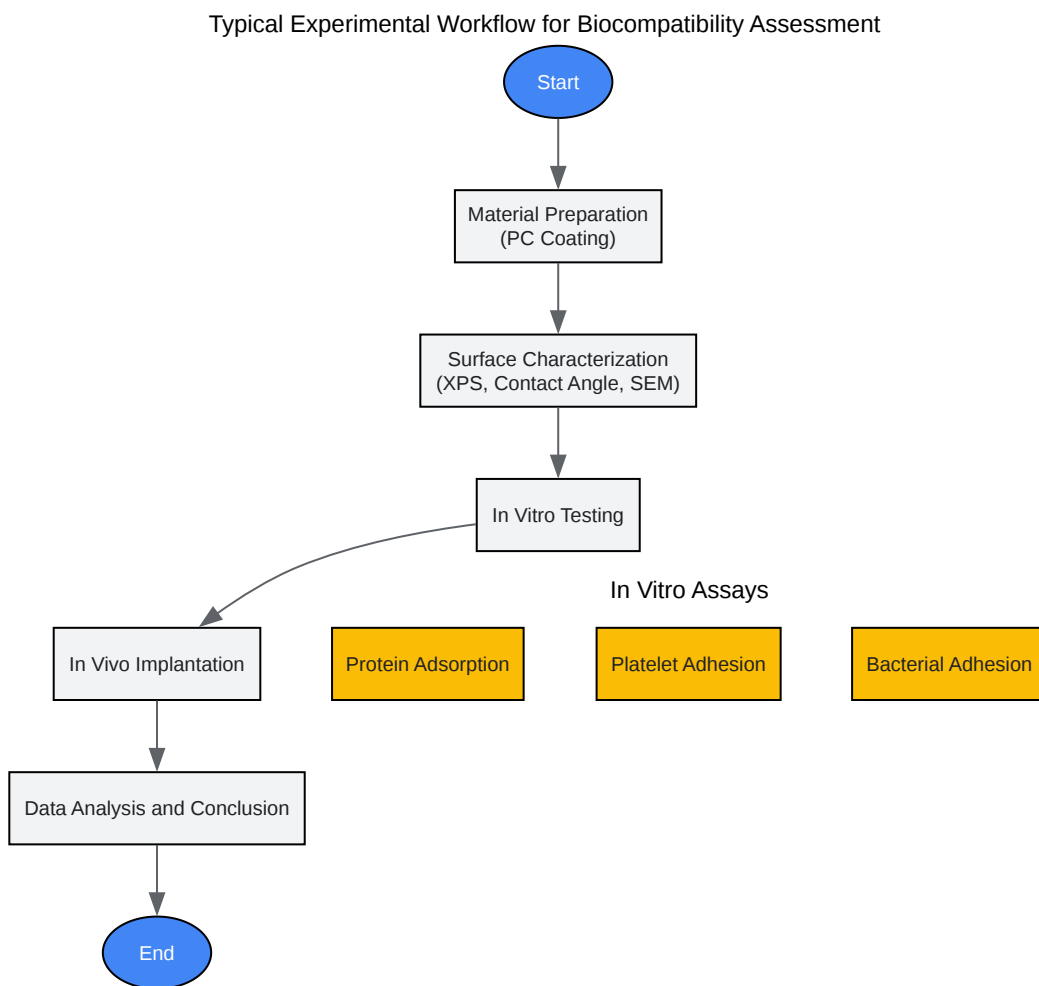 Typical Experimental Workflow for Biocompatibility Assessment
Start
Material Preparation
(PC Coating)
Surface Characterization
(XPS, Contact Angle, SEM)
In Vitro Testing
In Vitro Assays
In Vivo Implantation
Protein Adsorption
Platelet Adhesion
Bacterial Adhesion
Data Analysis and Conclusion
End